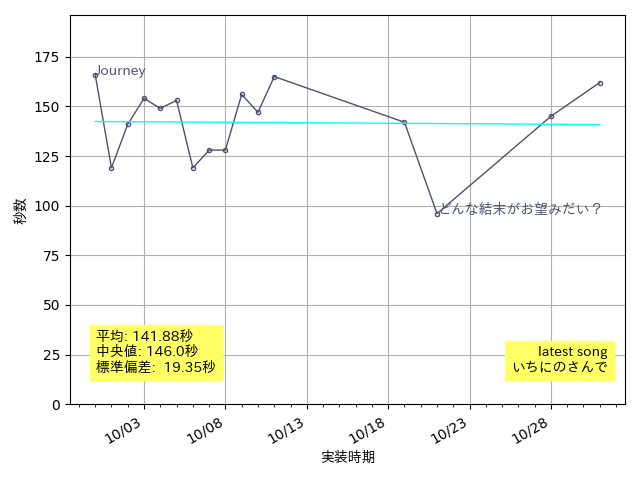 175
150
125
100
75
50
25
0
秒数
Journey
どんな結末がお望みだい？
平均: 141.88秒
中央値: 146.0秒
標準偏差: 19.35秒
latest song
いちにのさんで
10/03
10/08
10/13
10/18
10/23
10/28
実装時期